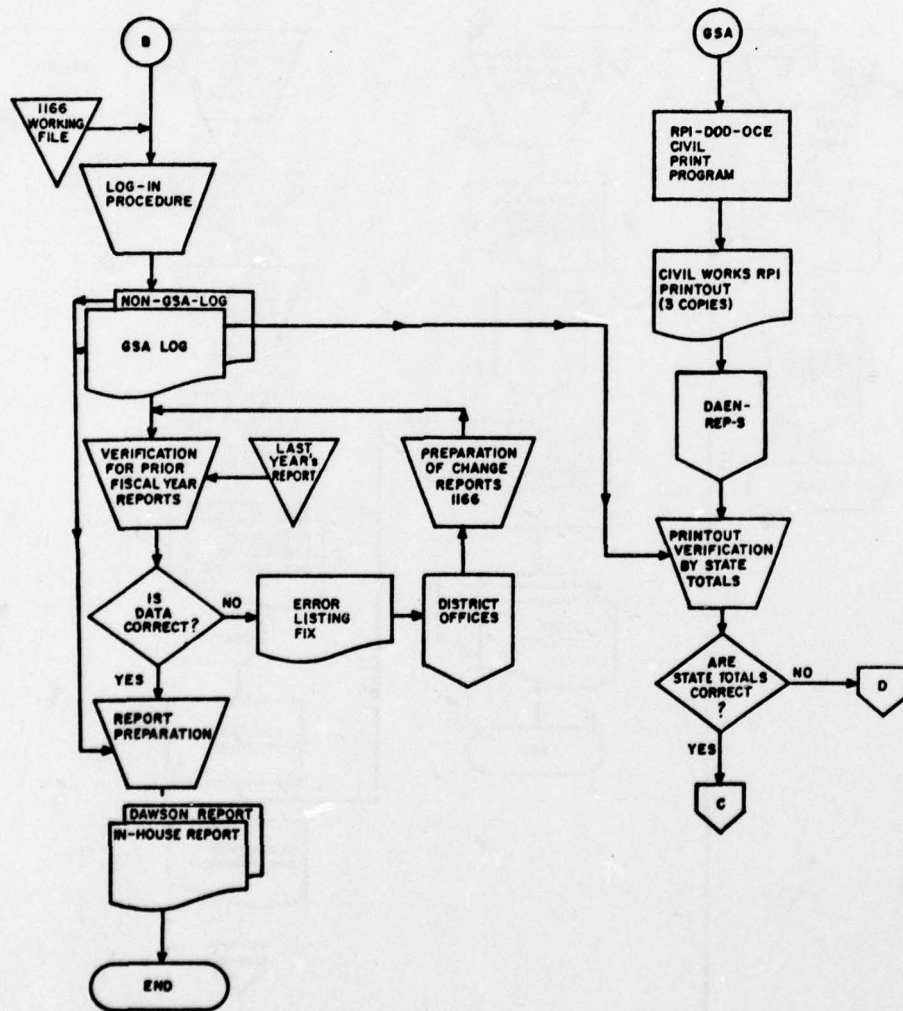 B
1166
WORKING
FILE
LOG-IN
PROCEDURE
NON-GSA-LOG
GSA LOG
VERIFICATION
FOR PRIOR
FISCAL YEAR
REPORTS
LAST
YEAR'S
REPORT
PREPARATION
OF CHANGE
REPORTS
1166
IS
DATA
CORRECT?
NO
ERROR
LISTING
FIX
DISTRICT
OFFICES
YES
REPORT
PREPARATION
DAWSON REPORT
IN-HOUSE REPORT
END
GSA
RPI-DOD-OCE
CIVIL
PRINT
PROGRAM
CIVIL WORKS RPI
PRINTOUT
(3 COPIES)
DAEN-
REP-S
PRINTOUT
VERIFICATION
BY STATE
TOTALS
ARE
STATE TOTALS
CORRECT
?
NO
D
YES
C